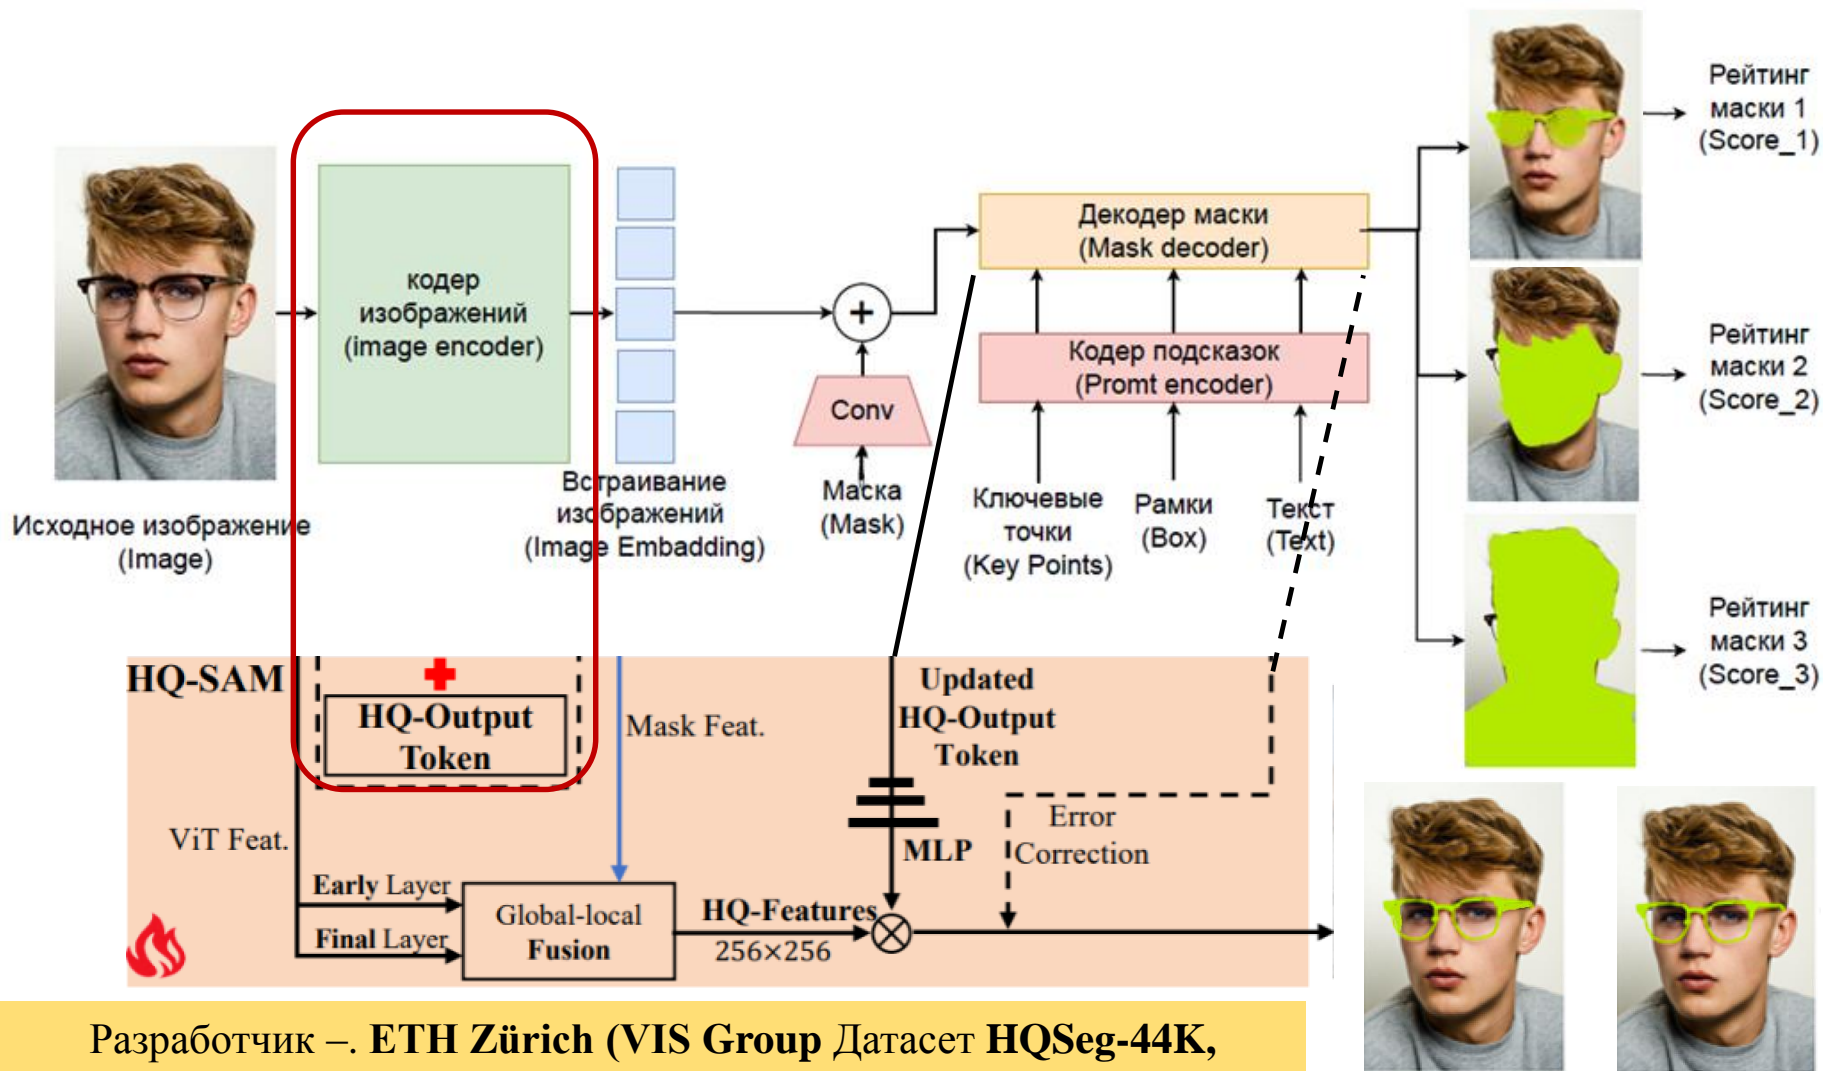 Исходное изображение
(Image)
кодер
изображений
(image encoder)
Встраивание
изображений
(Image Embadding)
+
Conv
Маска
(Mask)
Декодер маски
(Mask decoder)
Кодер подсказок
(Promt encoder)
Ключевые
точки
(Key Points)
Рамки
(Box)
Текст
(Text)
Рейтинг
маски 1
(Score_1)
Рейтинг
маски 2
(Score_2)
Рейтинг
маски 3
(Score_3)
HQ-SAM
HQ-Output
Token
Mask Feat.
Updated
HQ-Output
Token
MLP
Error
Correction
ViT Feat.
Early Layer
Final Layer
Global-local
Fusion
HQ-Features
256×256
Разработчик –. ETH Zürich (VIS Group Датасет HQSeg-44K,